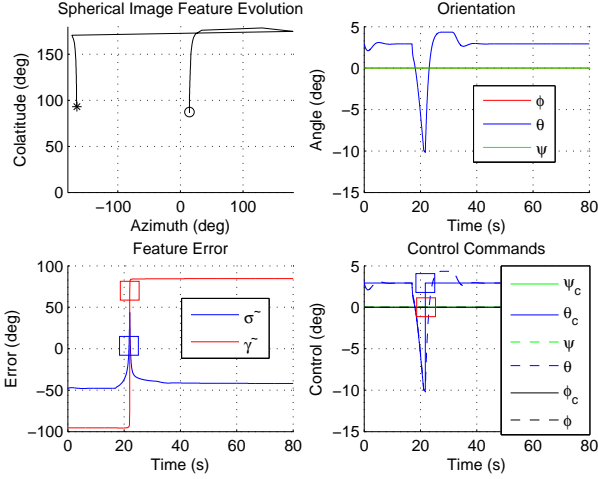 Spherical Image Feature Evolution
150
100
50
0
−100
0
100
Colatitude (deg)
Azimuth (deg)
Orientation
5
0
−5
−10
−15
0
20
40
60
80
Angle (deg)
Time (s)
ϕ
θ
ψ
Feature Error
100
50
0
−50
−100
0
20
40
60
80
Error (deg)
Time (s)
σ~
γ~
Control Commands
5
0
−5
−10
−15
0
20
40
60
80
Control (deg)
Time (s)
ψc
θc
ψ
θ
ϕc
ϕ